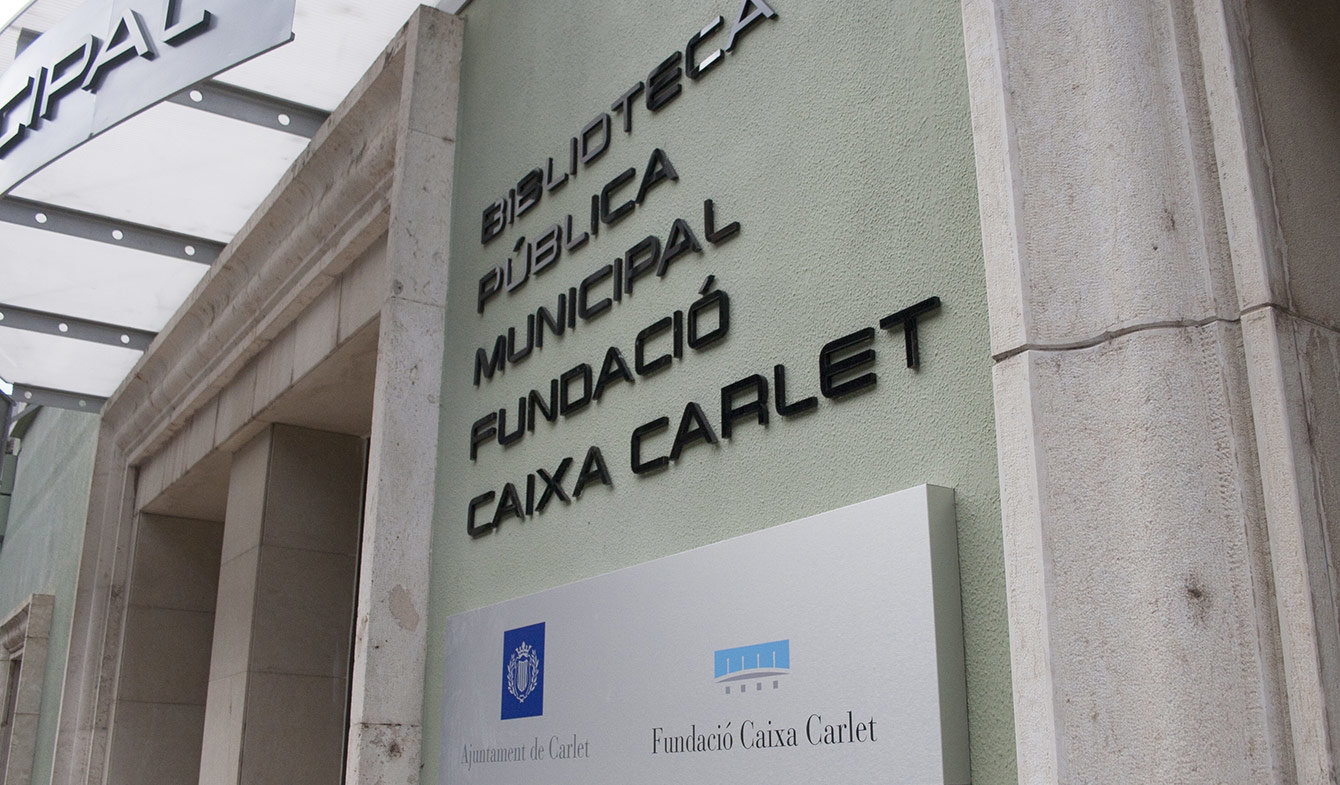 CIPAL
BIBLIOTECA
PÚBLICA
MUNICIPAL
FUNDACIÓ
CAIXA CARLET
Ajuntament de Carlet
Fundació Caixa Carlet